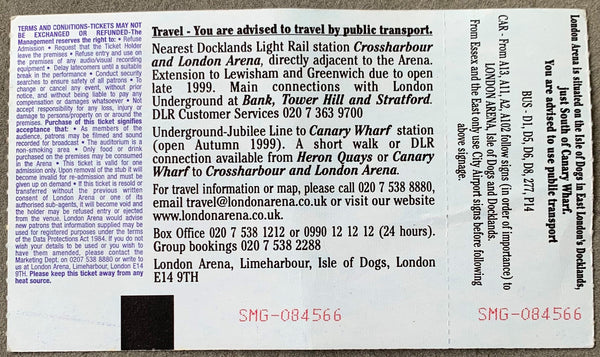 TERMS AND CONDITIONS-TICKETS MAY NOT
BE EXCHANGED OR REFUNDED-The
Management reserves the right to: • Refuse
Admission • Request that the Ticket Holder
leave the premises • Refuse entry and use on
the premises of any audio/visual recording
equipment • Delay latecomers until a suitable
break in the performance • Conduct security
searches to ensure safety of all patrons • To
change or cancel any event, without prior
notice, and without being liable to pay any
compensation or damages whatsoever • Not
accept responsibility for any loss, injury or
damage to persons/property on or around the
premises. Purchase of this ticket signifies
acceptance that: • As members of the
audience, patrons may be filmed and sound
recorded for broadcast • The auditorium is a
non-smoking area • Only food or drink
purchased on the premises may be consumed
in the Arena • This ticket is valid for one
admission only. Upon removal of the stub it will
become invalid for re-admission and must be
given up on demand • If this ticket is resold or
transferred without the previous written
consent of London Arena or one of its
authorised sub-agents, it will become void and
the holder may be refused entry or ejected
from the venue. London Arena would advise
new patrons that information supplied may be
used for registered purposes under the terms
of the Data Protections Act 1984. If you do not
wish your details to be used or you wish to
have them amended, please contact the
Marketing Dept. on 0207 538 8880 or write to
us at London Arena, Limeharbour, London E14
9TH. Please keep this ticket away from any
heat source.
Travel - You are advised to travel by public transport.
Nearest Docklands Light Rail station Crossharbour
and London Arena, directly adjacent to the Arena.
Extension to Lewisham and Greenwich due to open
late 1999. Main connections with London
Underground at Bank, Tower Hill and Stratford.
DLR Customer Services 020 7 363 9700
Underground-Jubilee Line to Canary Wharf station
(open Autumn 1999). A short walk or DLR
connection available from Heron Quays or Canary
Wharf to Crossharbour and London Arena.
For travel information or map, please call 020 7 538 8880,
email travel@londonarena.co.uk or visit our website
www.londonarena.co.uk.
Box Office 020 7 538 1212 or 0990 12 12 12 (24 hours).
Group bookings 020 7 538 2288
London Arena, Limeharbour, Isle of Dogs, London
E14 9TH
SMG-084566
London Arena is situated on the Isle of Dogs in East London's Docklands,
just South of Canary Wharf.
You are advised to use public transport
BUS - D1, D5, D6, D8, 277, P14
CAR - From A13, A11, A2, A102 follow signs (in order of importance) to
LONDON ARENA, Isle of Dogs and Docklands.
From Essex and the East only use City Airport signs before following
above signage.
SMG-084566